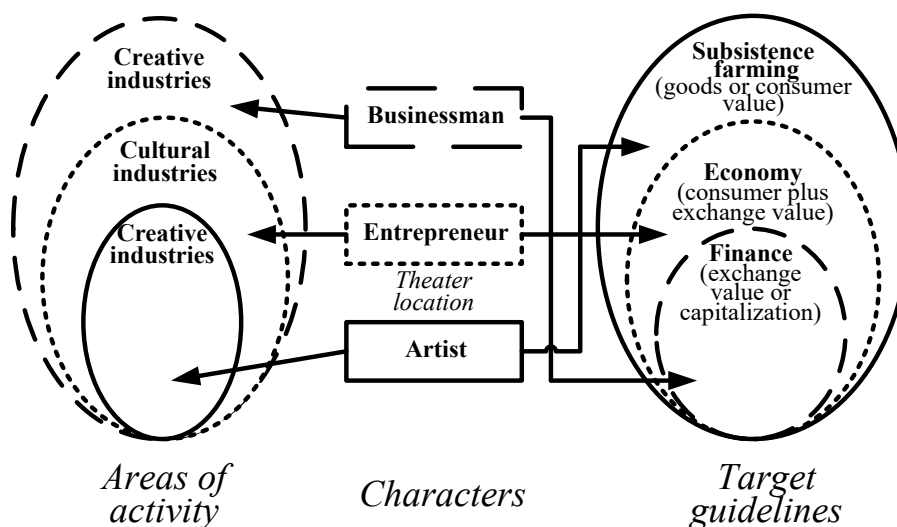 Creative
industries
Cultural
industries
Creative
industries
Businessman
Entrepreneur
Theater
location
Artist
Subsistence
farming
(goods or consumer
value)
Economy
(consumer plus
exchange value)
Finance
(exchange
value or
capitalization)
Areas of
activity
Characters
Target
guidelines